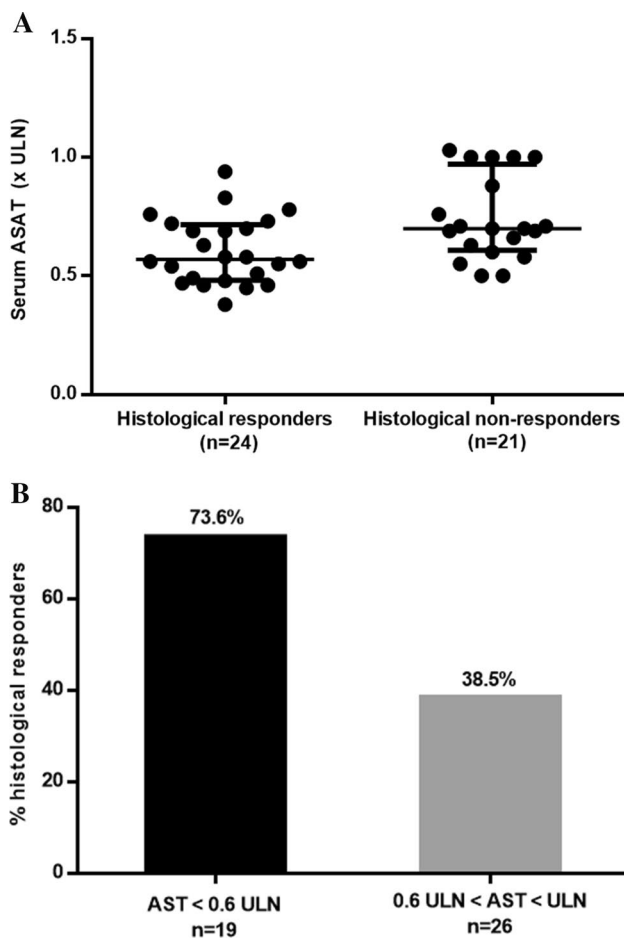 A
Serum ASAT (x ULN)
1.5
1.0
0.5
0.0
Histological responders
(n=24)
Histological non-responders
(n=21)
B
% histological responders
80
60
40
20
0
73.6%
38.5%
AST < 0.6 ULN
n=19
0.6 ULN < AST < ULN
n=26